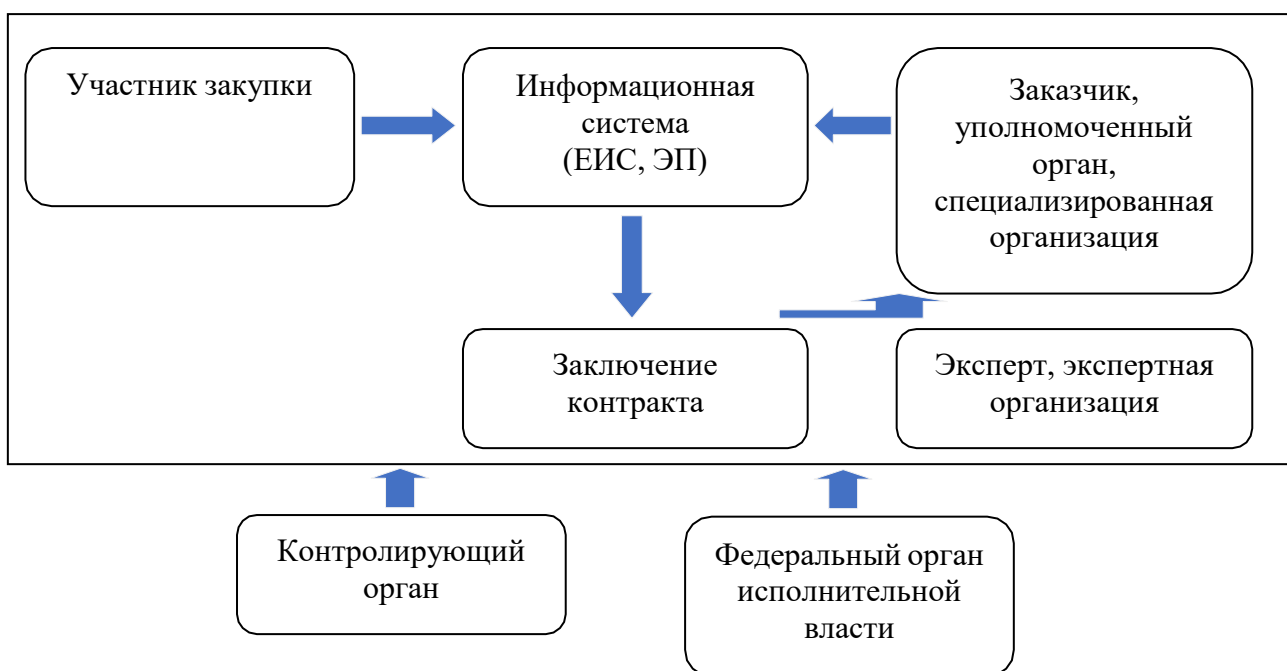 Участник закупки
Информационная
система
(ЕИС, ЭП)
Заказчик,
уполномоченный
орган,
специализированная
организация
Заключение
контракта
Эксперт, экспертная
организация
Контролирующий
орган
Федеральный орган
исполнительной
власти